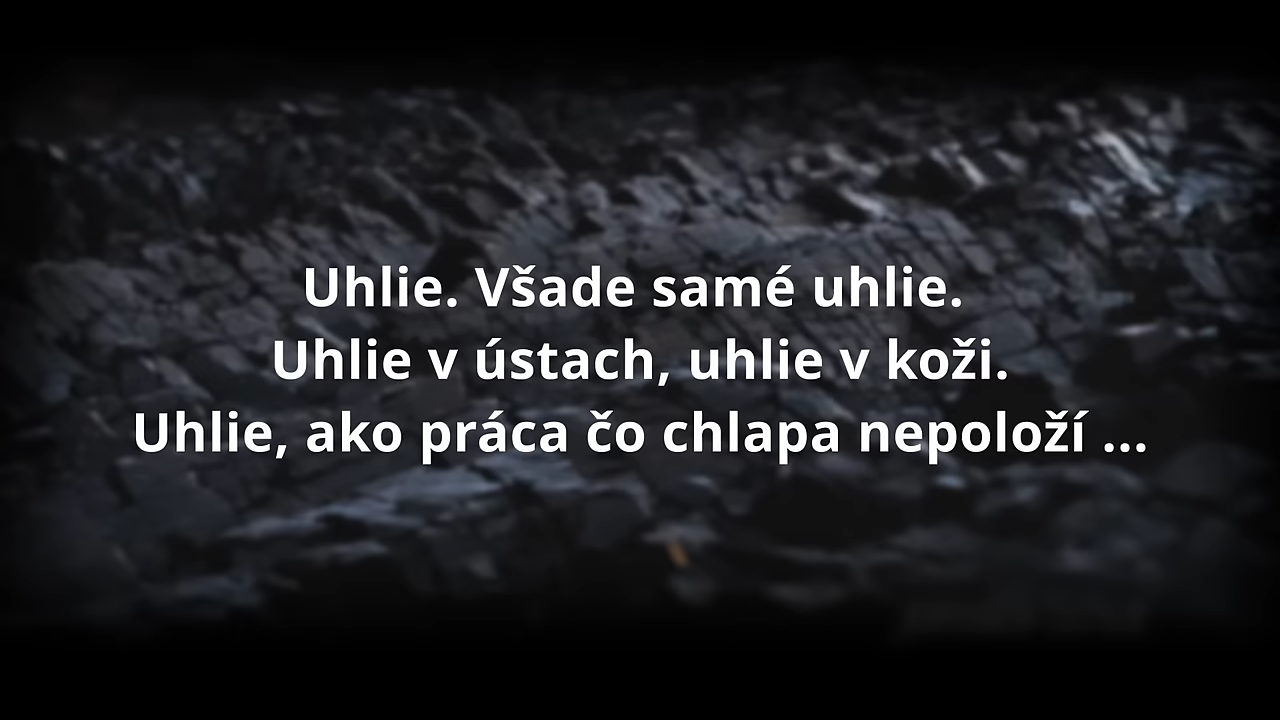 Uhlie. Všade samé uhlie.
Uhlie v ústach, uhlie v koži.
Uhlie, ako práca čo chlapa nepoloží ...